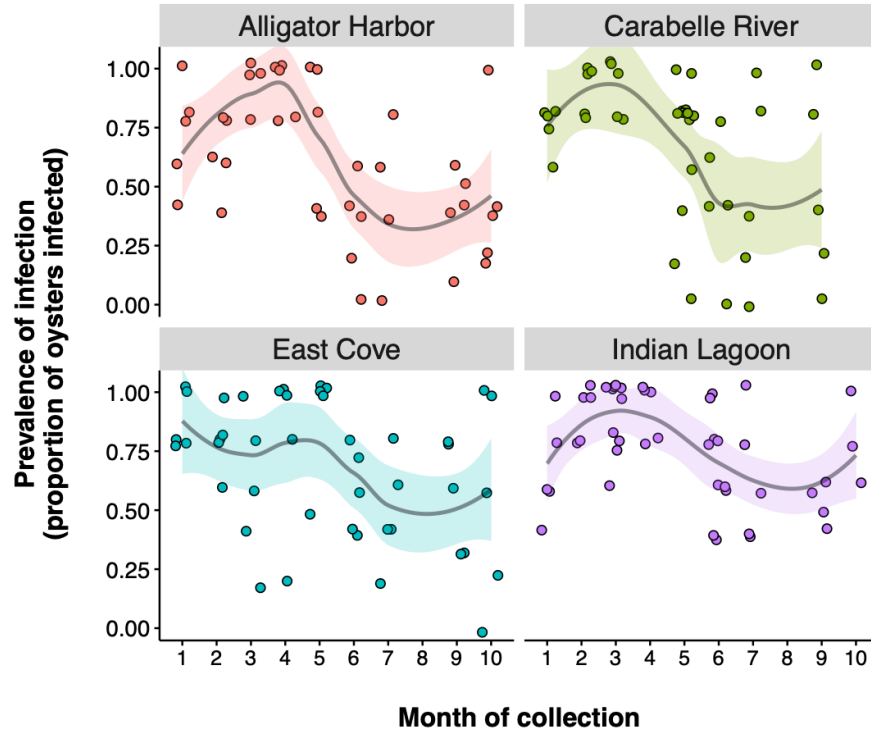 Alligator Harbor
Carabelle River
1.00
0.75
0.50
0.25
0.00
East Cove
Indian Lagoon
1.00
0.75
0.50
0.25
0.00
1 2 3 4 5 6 7 8 9 10
1 2 3 4 5 6 7 8 9 10
Prevalence of infection
(proportion of oysters infected)
Month of collection